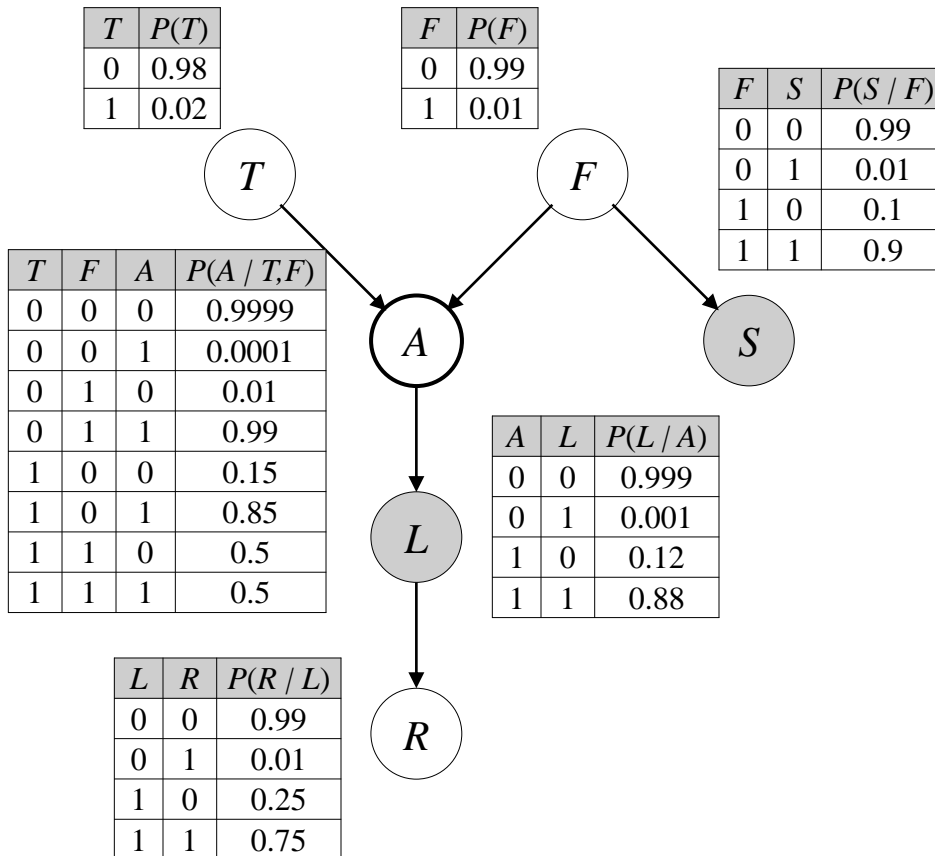 T P(T)
0 0.98
1 0.02
F P(F)
0 0.99
1 0.01
F S P(S / F)
0 0 0.99
0 1 0.01
1 0 0.1
1 1 0.9
T
F
T F A P(A / T,F)
0 0 0 0.9999
0 0 1 0.0001
0 1 0 0.01
0 1 1 0.99
1 0 0 0.15
1 0 1 0.85
1 1 0 0.5
1 1 1 0.5
A
S
A L P(L / A)
0 0 0.999
0 1 0.001
1 0 0.12
1 1 0.88
L
L R P(R / L)
0 0 0.99
0 1 0.01
1 0 0.25
1 1 0.75
R